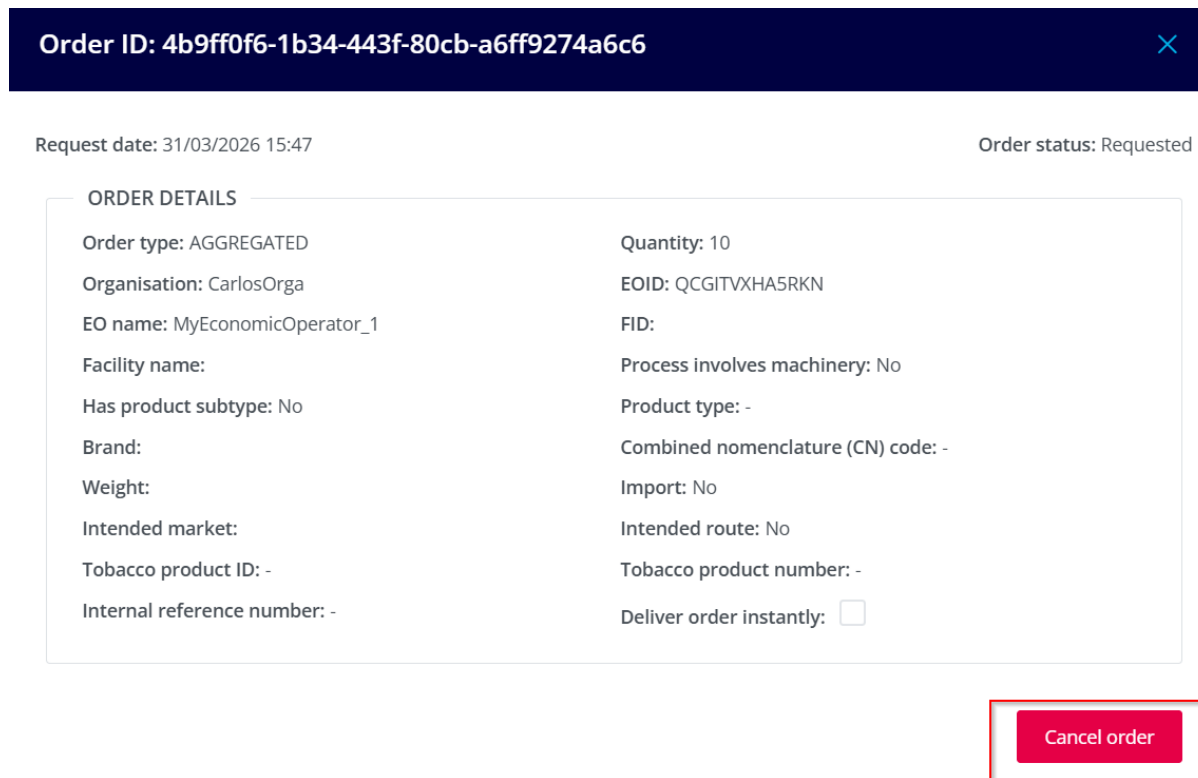 Order ID: 4b9ff0f6-1b34-443f-80cb-a6ff9274a6c6
Request date: 31/03/2026 15:47 Order status: Requested
ORDER DETAILS
Order type: AGGREGATED Quantity: 10
Organisation: CarlosOrga EOID: QCGITVXHA5RKN
EO name: MyEconomicOperator_1 FID:
Facility name: Process involves machinery: No
Has product subtype: No Product type: -
Brand: Combined nomenclature (CN) code: -
Weight: Import: No
Intended market: Intended route: No
Tobacco product ID: - Tobacco product number: -
Internal reference number: - Deliver order instantly:
Cancel order